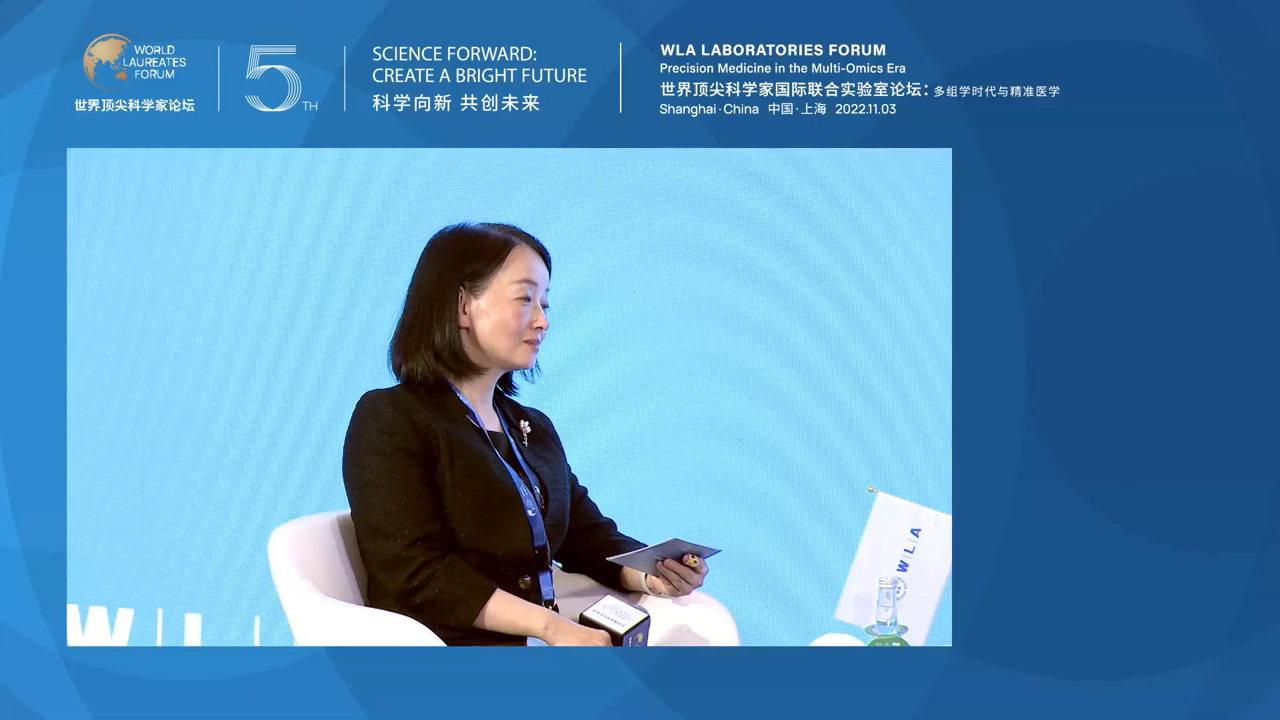 WORLD
LAUREATES
FORUM
世界顶尖科学家论坛
5TH
SCIENCE FORWARD:
CREATE A BRIGHT FUTURE
科学向新 共创未来
WLA LABORATORIES FORUM
Precision Medicine in the Multi-Omics Era
世界顶尖科学家国际联合实验室论坛：多组学时代与精准医学
Shanghai·China 中国·上海 2022.11.03
W|L|A
W|L|